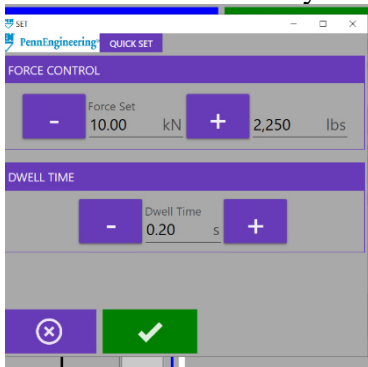 SET
PennEngineering® QUICK SET
FORCE CONTROL
Force Set
- 10.00 kN + 2,250 lbs
DWELL TIME
Dwell Time
- 0.20 s +